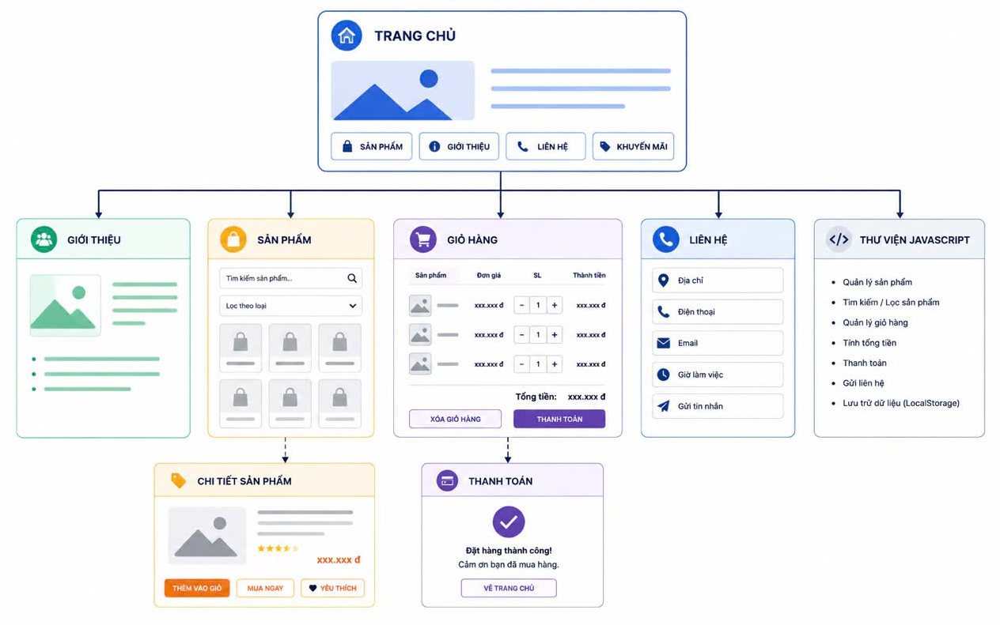 TRANG CHỦ
SẢN PHẨM
GIỚI THIỆU
LIÊN HỆ
KHUYẾN MÃI
GIỚI THIỆU
SẢN PHẨM
Tìm kiếm sản phẩm...
Lọc theo loại
GIỎ HÀNG
Sản phẩm Đơn giá SL Thành tiền
xxx.xxx đ - 1 + xxx.xxx đ
xxx.xxx đ - 1 + xxx.xxx đ
xxx.xxx đ - 1 + xxx.xxx đ
Tổng tiền: xxx.xxx đ
XÓA GIỎ HÀNG
THANH TOÁN
LIÊN HỆ
Địa chỉ
Điện thoại
Email
Giờ làm việc
Gửi tin nhắn
</> THƯ VIỆN JAVASCRIPT
• Quản lý sản phẩm
• Tìm kiếm / Lọc sản phẩm
• Quản lý giỏ hàng
• Tính tổng tiền
• Thanh toán
• Gửi liên hệ
• Lưu trữ dữ liệu (LocalStorage)
CHI TIẾT SẢN PHẨM
xxx.xxx đ
THÊM VÀO GIỎ
MUA NGAY
YÊU THÍCH
THANH TOÁN
Đặt hàng thành công!
Cảm ơn bạn đã mua hàng.
VỀ TRANG CHỦ